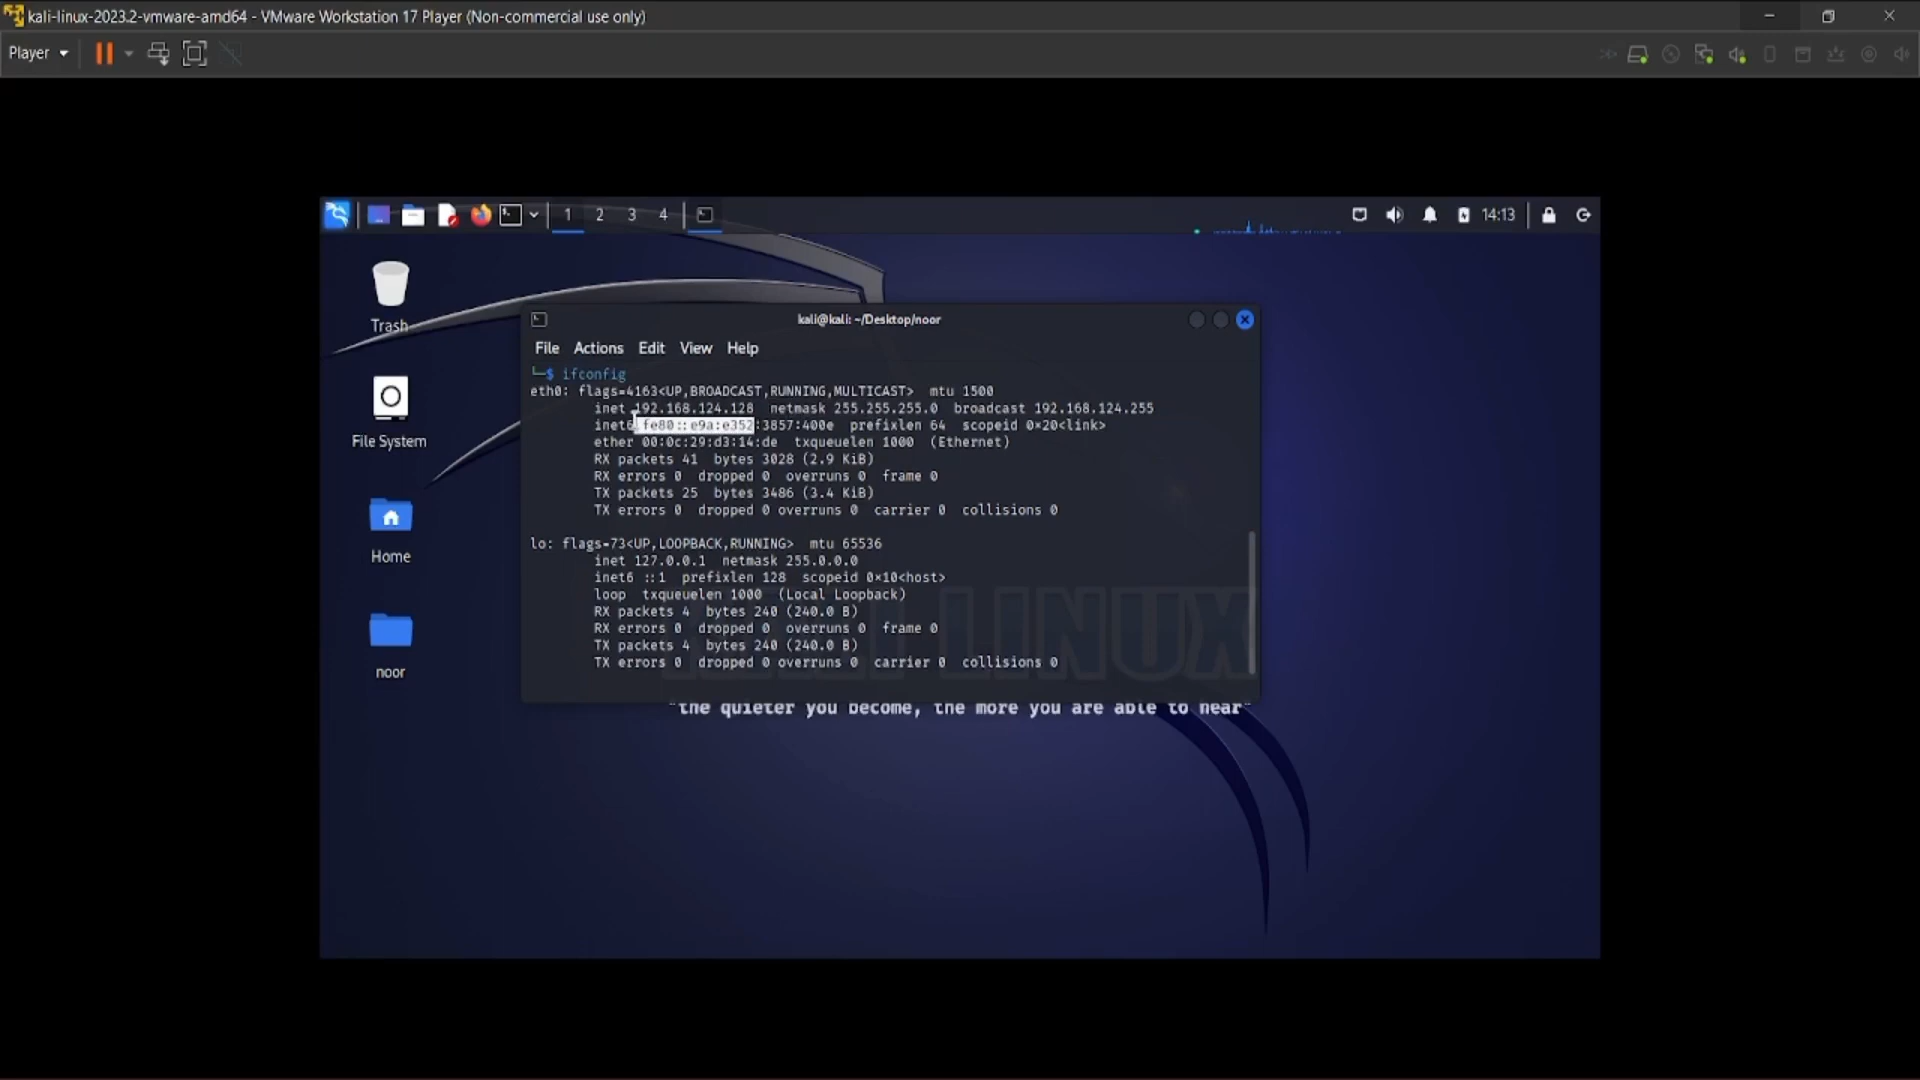 kali-linux-2023.2-vmware-amd64 - VMware Workstation 17 Player (Non-commercial use only)
Player
1 2 3 4
14:13
Trash
File System
Home
noor
kali@kali: ~/Desktop/noor
File Actions Edit View Help
└─$ ifconfig
eth0: flags=4163<UP,BROADCAST,RUNNING,MULTICAST> mtu 1500
inet 192.168.124.128 netmask 255.255.255.0 broadcast 192.168.124.255
inet6 fe80::e9a:e352:3857:400e prefixlen 64 scopeid 0×20<link>
ether 00:0c:29:d3:14:de txqueuelen 1000 (Ethernet)
RX packets 41 bytes 3028 (2.9 KiB)
RX errors 0 dropped 0 overruns 0 frame 0
TX packets 25 bytes 3486 (3.4 KiB)
TX errors 0 dropped 0 overruns 0 carrier 0 collisions 0
lo: flags=73<UP,LOOPBACK,RUNNING> mtu 65536
inet 127.0.0.1 netmask 255.0.0.0
inet6 ::1 prefixlen 128 scopeid 0×10<host>
loop txqueuelen 1000 (Local Loopback)
RX packets 4 bytes 240 (240.0 B)
RX errors 0 dropped 0 overruns 0 frame 0
TX packets 4 bytes 240 (240.0 B)
TX errors 0 dropped 0 overruns 0 carrier 0 collisions 0
KALI LINUX
"the quieter you become, the more you are able to hear"